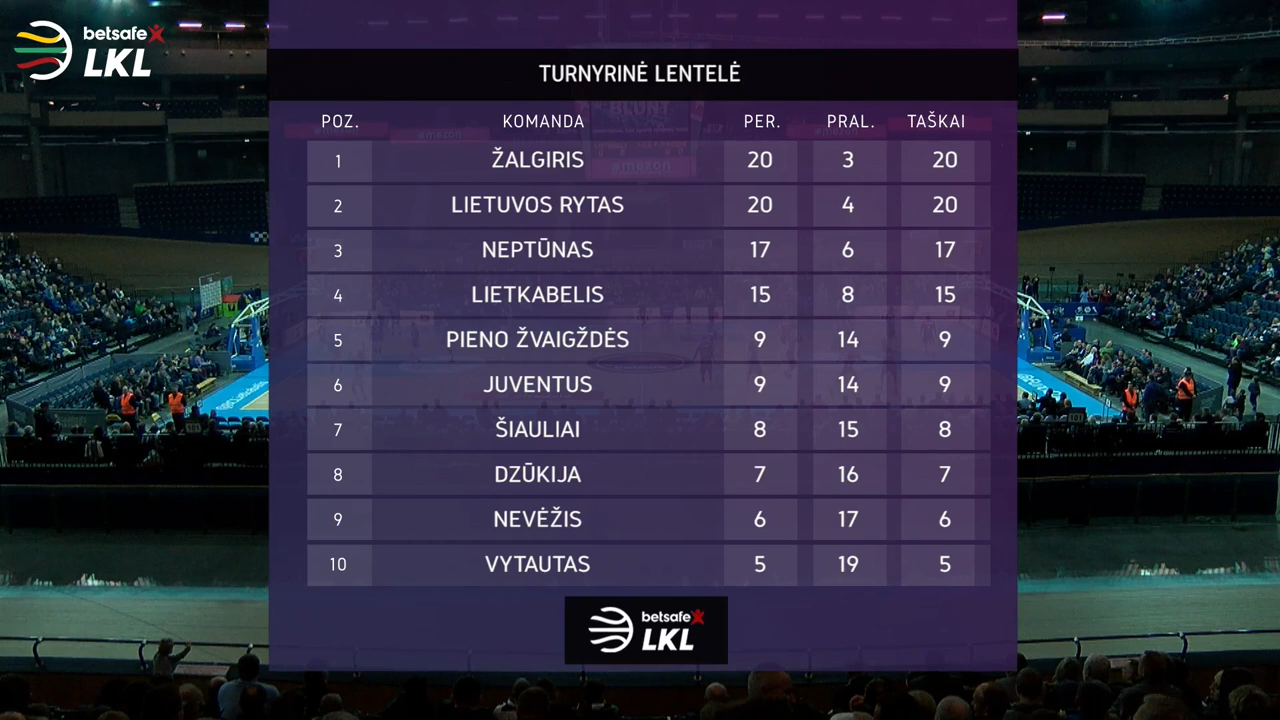 betsafe
LKL
TURNYRINĖ LENTELĖ
POZ. KOMANDA PER. PRAL. TAŠKAI
1 ŽALGIRIS 20 3 20
2 LIETUVOS RYTAS 20 4 20
3 NEPTŪNAS 17 6 17
4 LIETKABELIS 15 8 15
5 PIENO ŽVAIGŽDĖS 9 14 9
6 JUVENTUS 9 14 9
7 ŠIAULIAI 8 15 8
8 DZŪKIJA 7 16 7
9 NEVĖŽIS 6 17 6
10 VYTAUTAS 5 19 5
betsafe
LKL